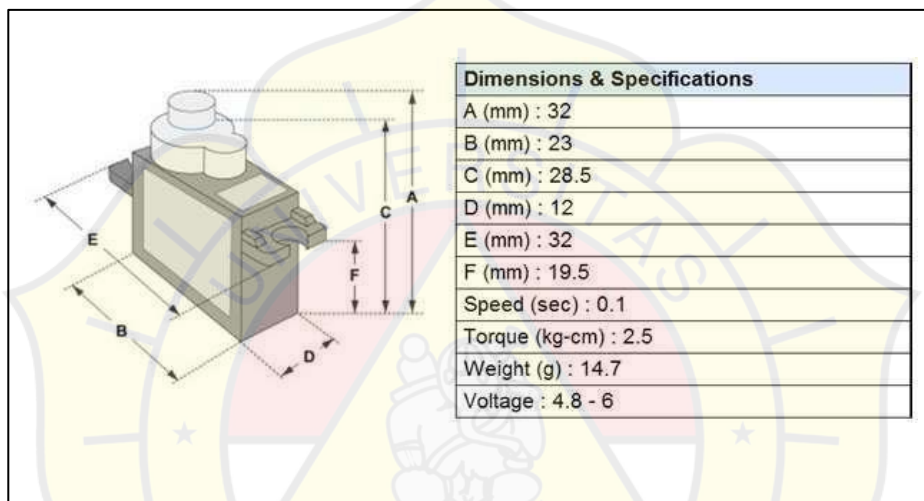 Dimensions & Specifications
A (mm) : 32
B (mm) : 23
C (mm) : 28.5
D (mm) : 12
E (mm) : 32
F (mm) : 19.5
Speed (sec) : 0.1
Torque (kg-cm) : 2.5
Weight (g) : 14.7
Voltage : 4.8 - 6
A
C
E
F
B
D
UNIVERSITAS